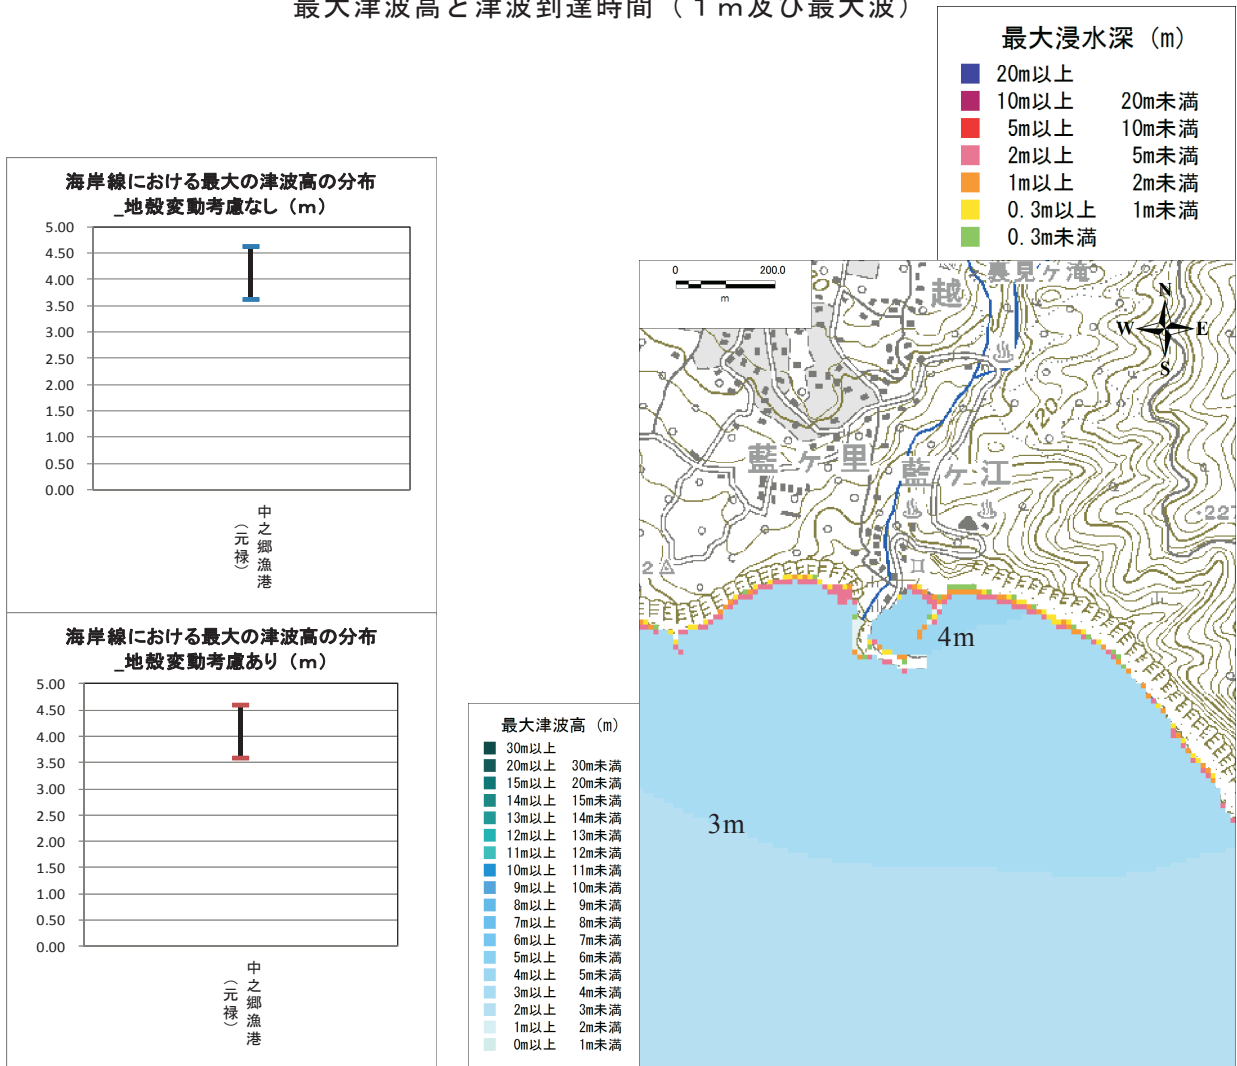 最大津波高と津波到達時間（１ｍ及び最大波）
最大浸水深 (m)
20m以上
10m以上 20m未満
5m以上 10m未満
2m以上 5m未満
1m以上 2m未満
0.3m以上 1m未満
0.3m未満
海岸線における最大の津波高の分布
_地殻変動考慮なし（ｍ）
5.00
4.50
4.00
3.50
3.00
2.50
2.00
1.50
1.00
0.50
0.00
中之郷漁港
（元禄）
海岸線における最大の津波高の分布
_地殻変動考慮あり（ｍ）
5.00
4.50
4.00
3.50
3.00
2.50
2.00
1.50
1.00
0.50
0.00
中之郷漁港
（元禄）
最大津波高 (m)
30m以上
20m以上 30m未満
15m以上 20m未満
14m以上 15m未満
13m以上 14m未満
12m以上 13m未満
11m以上 12m未満
10m以上 11m未満
9m以上 10m未満
8m以上 9m未満
7m以上 8m未満
6m以上 7m未満
5m以上 6m未満
4m以上 5m未満
3m以上 4m未満
2m以上 3m未満
1m以上 2m未満
0m以上 1m未満
0 200.0
m
越
裏見ヶ滝
N
W E
S
120
藍ヶ里
藍ヶ江
227
2
4m
3m